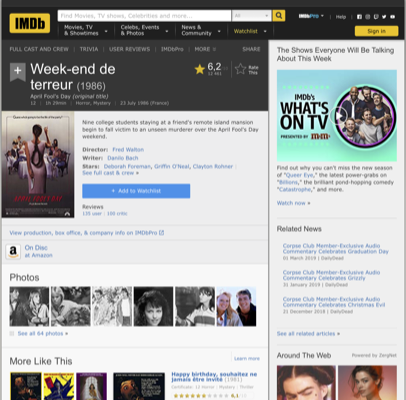 IMDb
Find Movies, TV shows, Celebrities and more...
All
IMDbPro
Help
Movies, TV
& Showtimes
Celebs, Events
& Photos
News &
Community
Watchlist
Sign in
FULL CAST AND CREW | TRIVIA | USER REVIEWS | IMDbPro | MORE
SHARE
Week-end de
terreur (1986)
April Fool's Day (original title)
12 | 1h 29min | Horror, Mystery | 23 July 1986 (France)
6,2
Rate
This
Nine college students staying at a friend's remote island mansion
begin to fall victim to an unseen murderer over the April Fool's Day
weekend.
Director: Fred Walton
Writer: Danilo Bach
Stars: Deborah Foreman, Griffin O'Neal, Clayton Rohner
See full cast & crew »
+ Add to Watchlist
Reviews
135 user | 109 critic
View production, box office, & company info on IMDbPro
On Disc
at Amazon
Photos
See all 64 photos »
More Like This
Learn more
Happy birthday, souhaitez ne
jamais être invité (1981)
The Shows Everyone Will Be Talking
About This Week
IMDb's
WHAT'S
ON TV
PRESENTED BY m&m's
Find out why you can't miss the new season
of "Queer Eye," the latest power-grabs on
"Billions," the brilliant pond-hopping comedy
"Catastrophe," and more.
Watch now »
Related News
Corpse Club Member-Exclusive Audio
Commentary Celebrates Graduation Day
01 March 2019 | DailyDead
Corpse Club Member-Exclusive Audio
Commentary Celebrates Grizzly
31 January 2019 | DailyDead
Corpse Club Member-Exclusive Audio
Commentary Celebrates Christmas Evil
21 December 2018 | DailyDead
See all related articles »
Around The Web
Powered by ZergNet